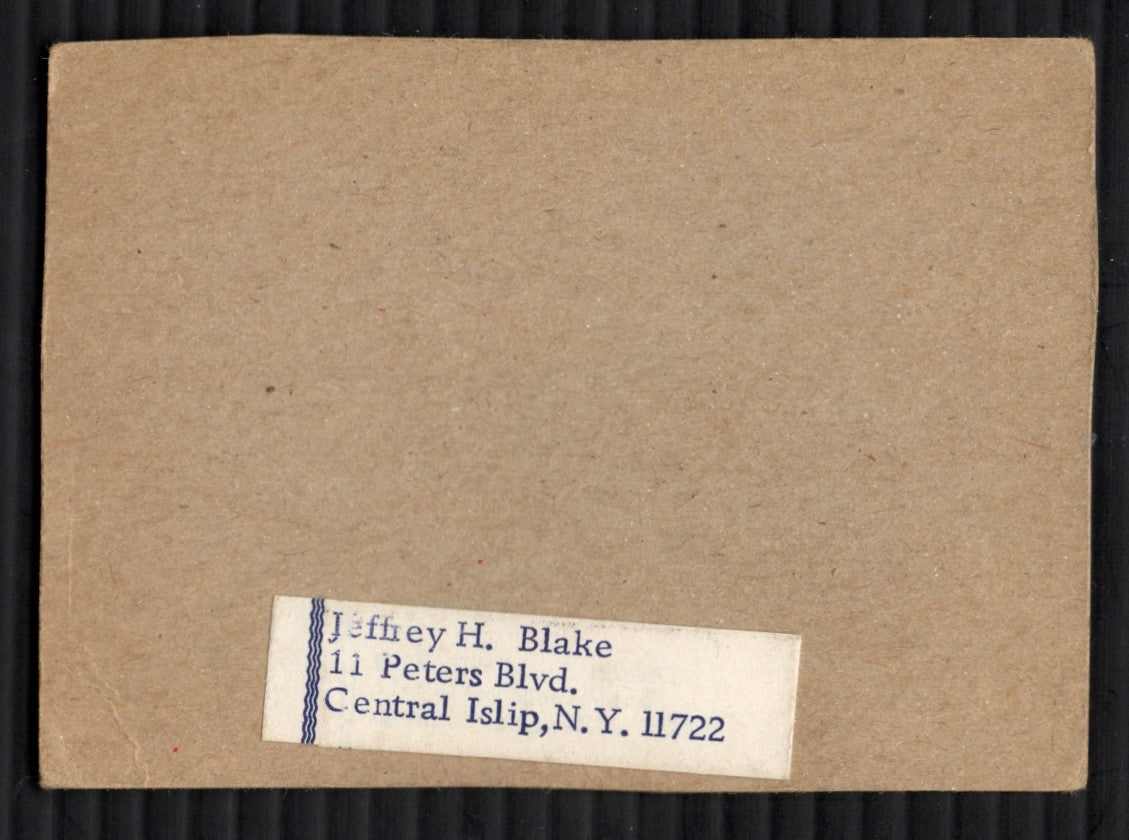 Jeffrey H. Blake
11 Peters Blvd.
Central Islip, N.Y. 11722